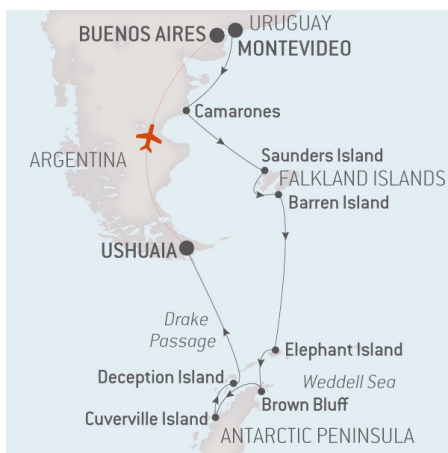 URUGUAY
BUENOS AIRES
MONTEVIDEO
Camarones
ARGENTINA
Saunders Island
FALKLAND ISLANDS
Barren Island
USHUAIA
Drake
Passage
Elephant Island
Deception Island
Weddell Sea
Brown Bluff
Cuverville Island
ANTARCTIC PENINSULA